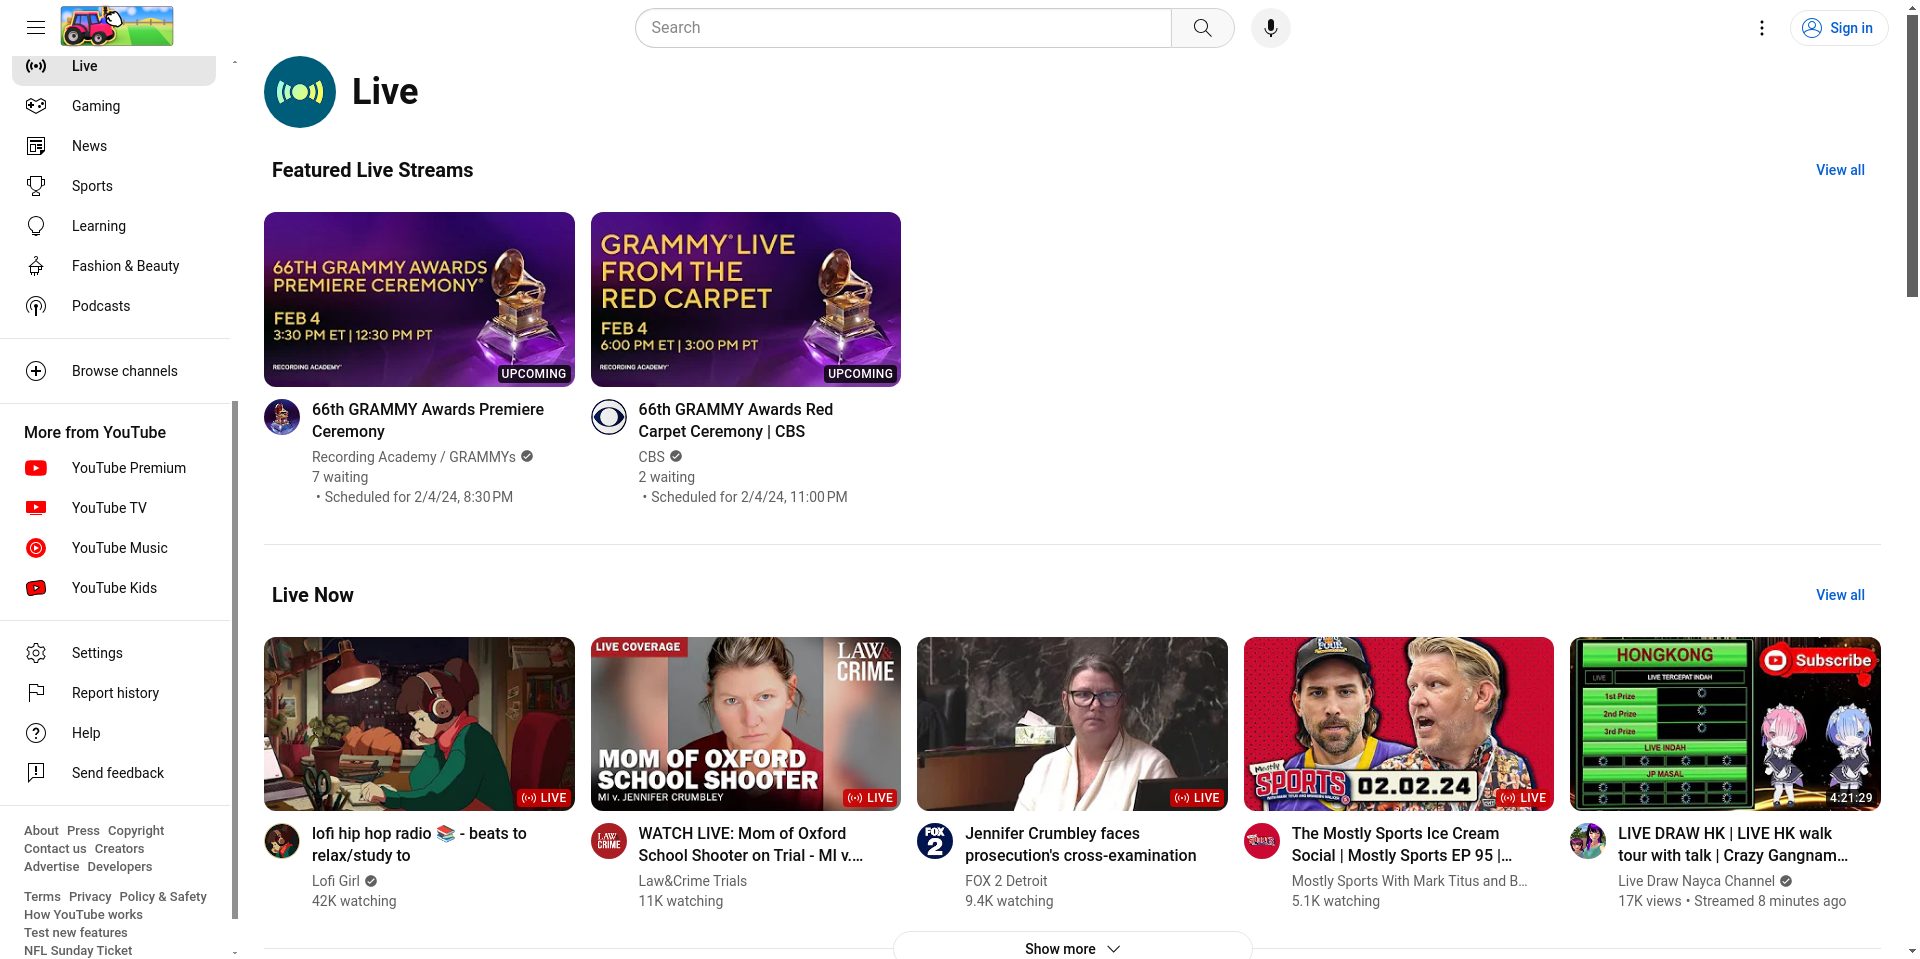 Search
Sign in
Live
Gaming
News
Sports
Learning
Fashion & Beauty
Podcasts
Browse channels
More from YouTube
YouTube Premium
YouTube TV
YouTube Music
YouTube Kids
Settings
Report history
Help
Send feedback
About Press Copyright
Contact us Creators
Advertise Developers
Terms Privacy Policy & Safety
How YouTube works
Test new features
NFL Sunday Ticket
Live
Featured Live Streams
View all
66TH GRAMMY AWARDS
PREMIERE CEREMONY®
FEB 4
3:30 PM ET | 12:30 PM PT
RECORDING ACADEMY®
UPCOMING
66th GRAMMY Awards Premiere
Ceremony
Recording Academy / GRAMMYs
7 waiting
• Scheduled for 2/4/24, 8:30 PM
GRAMMY® LIVE
FROM THE
RED CARPET
FEB 4
6:00 PM ET | 3:00 PM PT
RECORDING ACADEMY®
UPCOMING
66th GRAMMY Awards Red
Carpet Ceremony | CBS
CBS
2 waiting
• Scheduled for 2/4/24, 11:00 PM
Live Now
View all
LIVE
lofi hip hop radio 📚 - beats to
relax/study to
Lofi Girl
42K watching
LIVE COVERAGE
LAW&
CRIME
MOM OF OXFORD
SCHOOL SHOOTER
MI V. JENNIFER CRUMBLEY
LIVE
LAW&
CRIME
WATCH LIVE: Mom of Oxford
School Shooter on Trial - MI v....
Law&Crime Trials
11K watching
LIVE
FOX
2
Jennifer Crumbley faces
prosecution's cross-examination
FOX 2 Detroit
9.4K watching
FOUR
Mostly
SPORTS
02.02.24
LIVE
The Mostly Sports Ice Cream
Social | Mostly Sports EP 95 |...
Mostly Sports With Mark Titus and B...
5.1K watching
HONGKONG
Subscribe
LIVE
LIVE TERCEPAT INDAH
1st Prize
2nd Prize
3rd Prize
LIVE INDAH
JP MASAL
4:21:29
LIVE DRAW HK | LIVE HK walk
tour with talk | Crazy Gangnam...
Live Draw Nayca Channel
17K views • Streamed 8 minutes ago
Show more